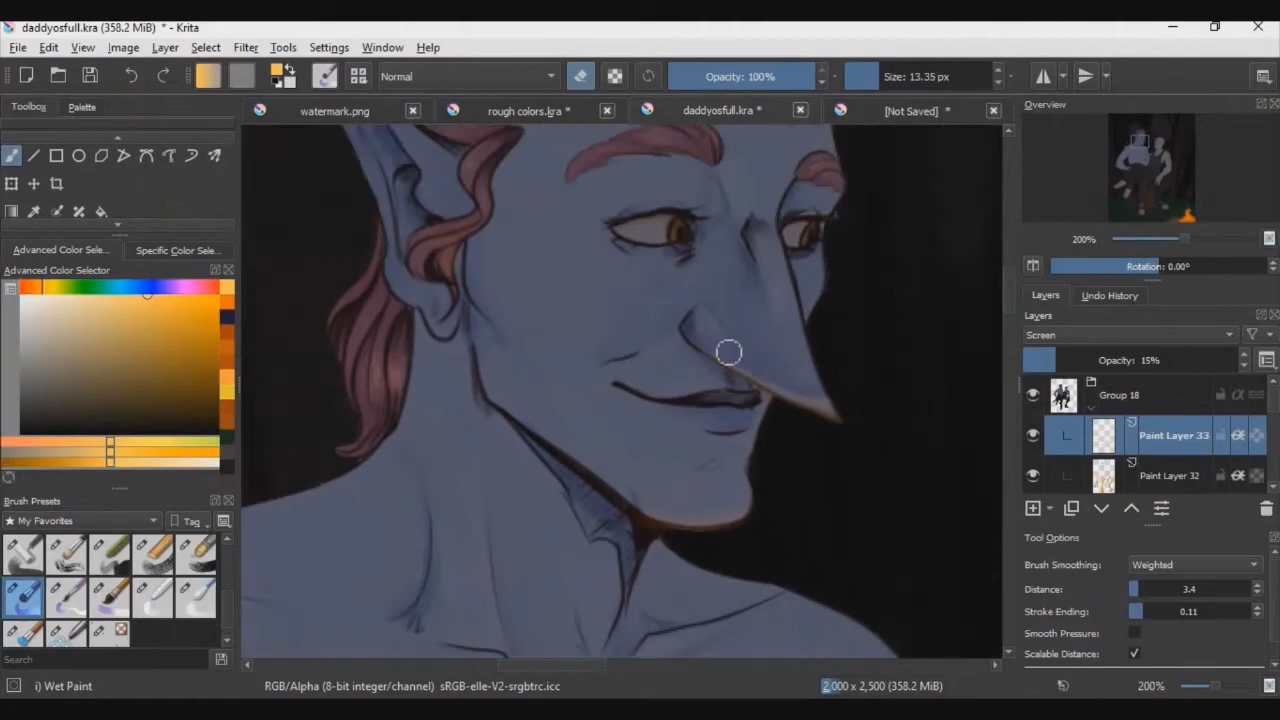 daddyosfull.kra (358.2 MiB) * - Krita
File Edit View Image Layer Select Filter Tools Settings Window Help
Normal Opacity: 100% Size: 13.35 px
Toolbox Palette
watermark.png rough colors.kra * daddyosfull.kra * [Not Saved] *
Overview
200%
Rotation: 0.00°
Advanced Color Sele... Specific Color Sele...
Advanced Color Selector
Layers Undo History
Layers
Screen
Opacity: 15%
Group 18
Paint Layer 33
Paint Layer 32
Brush Presets
My Favorites Tag
Search
Tool Options
Brush Smoothing: Weighted
Distance: 3.4
Stroke Ending: 0.11
Smooth Pressure:
Scalable Distance:
i) Wet Paint RGB/Alpha (8-bit integer/channel) sRGB-elle-V2-srgbtrc.icc 2,000 x 2,500 (358.2 MiB) 200%